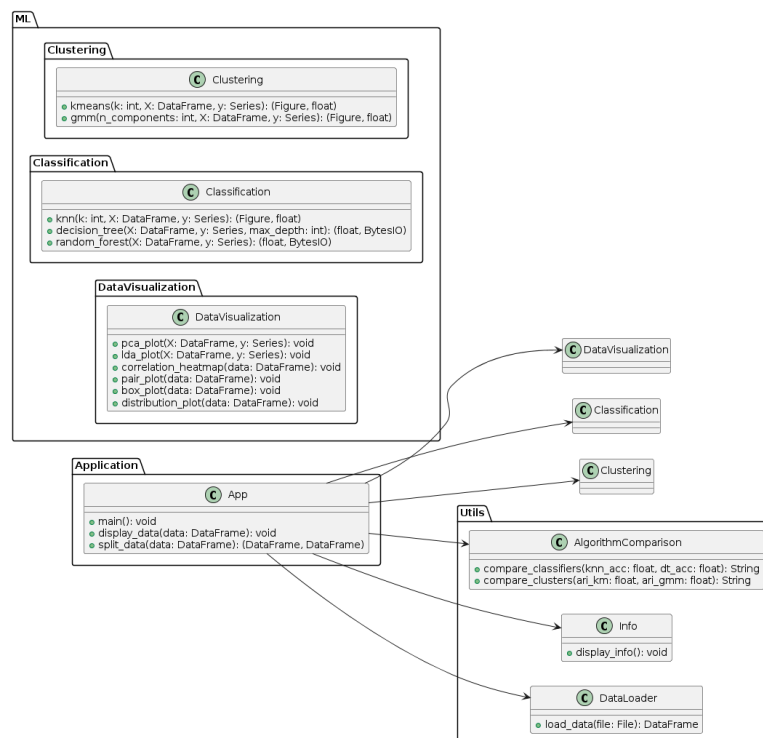 ML
Clustering
C Clustering
kmeans(k: int, X: DataFrame, y: Series): (Figure, float)
gmm(n_components: int, X: DataFrame, y: Series): (Figure, float)
Classification
C Classification
knn(k: int, X: DataFrame, y: Series): (Figure, float)
decision_tree(X: DataFrame, y: Series, max_depth: int): (float, BytesIO)
random_forest(X: DataFrame, y: Series): (float, BytesIO)
DataVisualization
C DataVisualization
pca_plot(X: DataFrame, y: Series): void
lda_plot(X: DataFrame, y: Series): void
correlation_heatmap(data: DataFrame): void
pair_plot(data: DataFrame): void
box_plot(data: DataFrame): void
distribution_plot(data: DataFrame): void
C DataVisualization
C Classification
C Clustering
Application
C App
main(): void
display_data(data: DataFrame): void
split_data(data: DataFrame): (DataFrame, DataFrame)
Utils
C AlgorithmComparison
compare_classifiers(knn_acc: float, dt_acc: float): String
compare_clusters(ari_km: float, ari_gmm: float): String
C Info
display_info(): void
C DataLoader
load_data(file: File): DataFrame